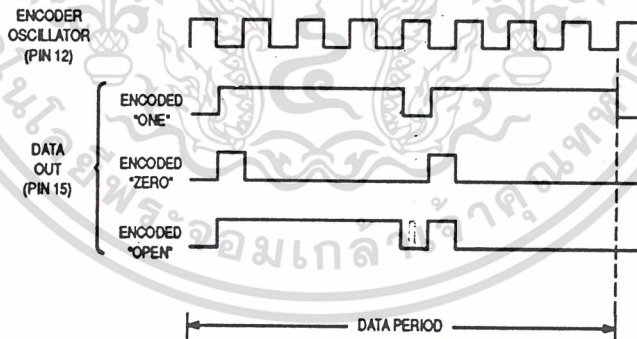 ENCODER
OSCILLATOR
(PIN 12)
ENCODED
"ONE"
DATA
OUT
(PIN 15)
ENCODED
"ZERO"
ENCODED
"OPEN"
DATA PERIOD